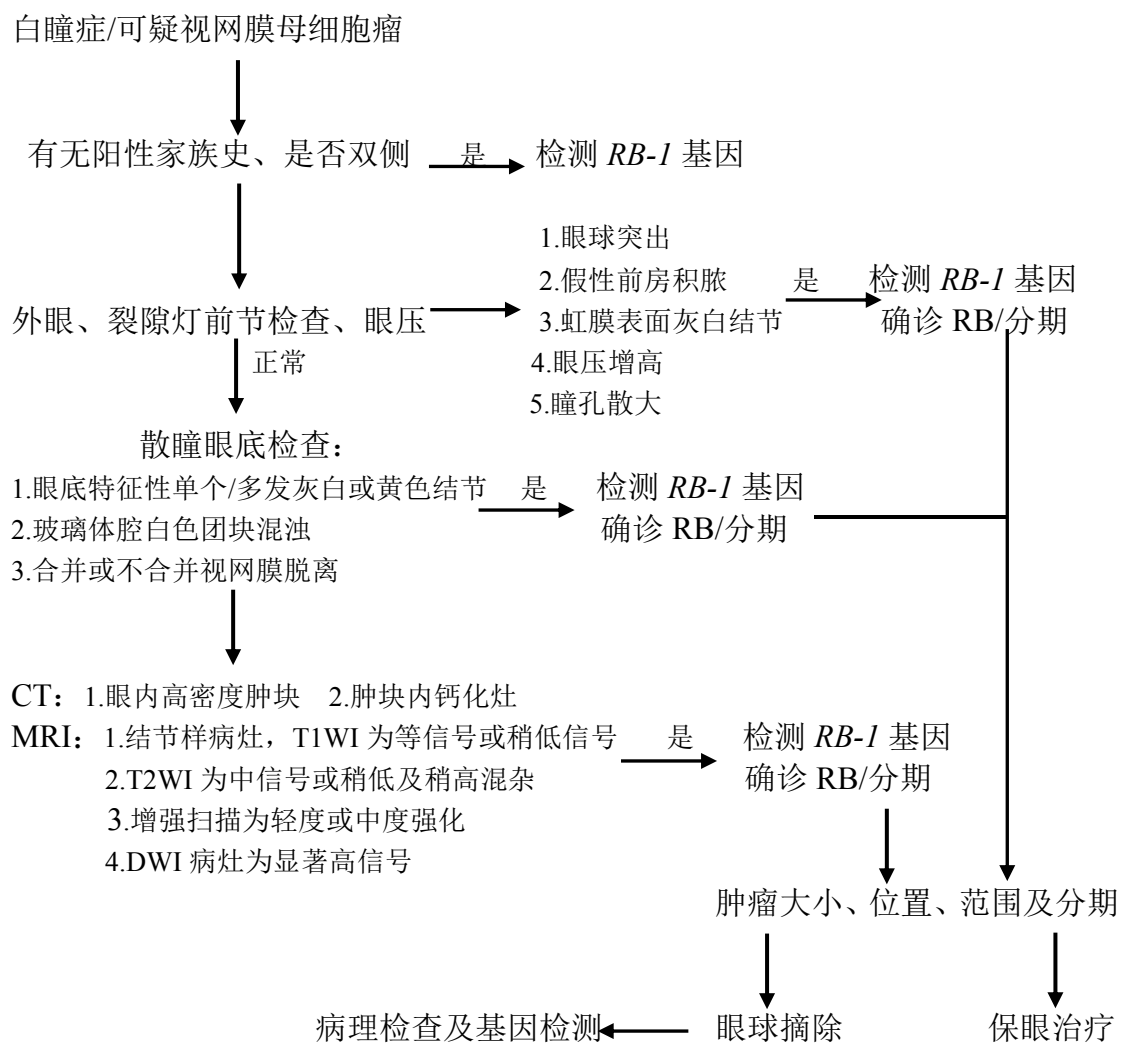 白瞳症/可疑视网膜母细胞瘤
有无阳性家族史、是否双侧
是
检测 RB-1 基因
外眼、裂隙灯前节检查、眼压
1.眼球突出
2.假性前房积脓
3.虹膜表面灰白结节
4.眼压增高
5.瞳孔散大
是
检测 RB-1 基因
确诊 RB/分期
正常
散瞳眼底检查：
1.眼底特征性单个/多发灰白或黄色结节
2.玻璃体腔白色团块混浊
3.合并或不合并视网膜脱离
是
检测 RB-1 基因
确诊 RB/分期
CT：1.眼内高密度肿块 2.肿块内钙化灶
MRI：1.结节样病灶，T1WI 为等信号或稍低信号
2.T2WI 为中信号或稍低及稍高混杂
3.增强扫描为轻度或中度强化
4.DWI 病灶为显著高信号
是
检测 RB-1 基因
确诊 RB/分期
肿瘤大小、位置、范围及分期
病理检查及基因检测
眼球摘除
保眼治疗